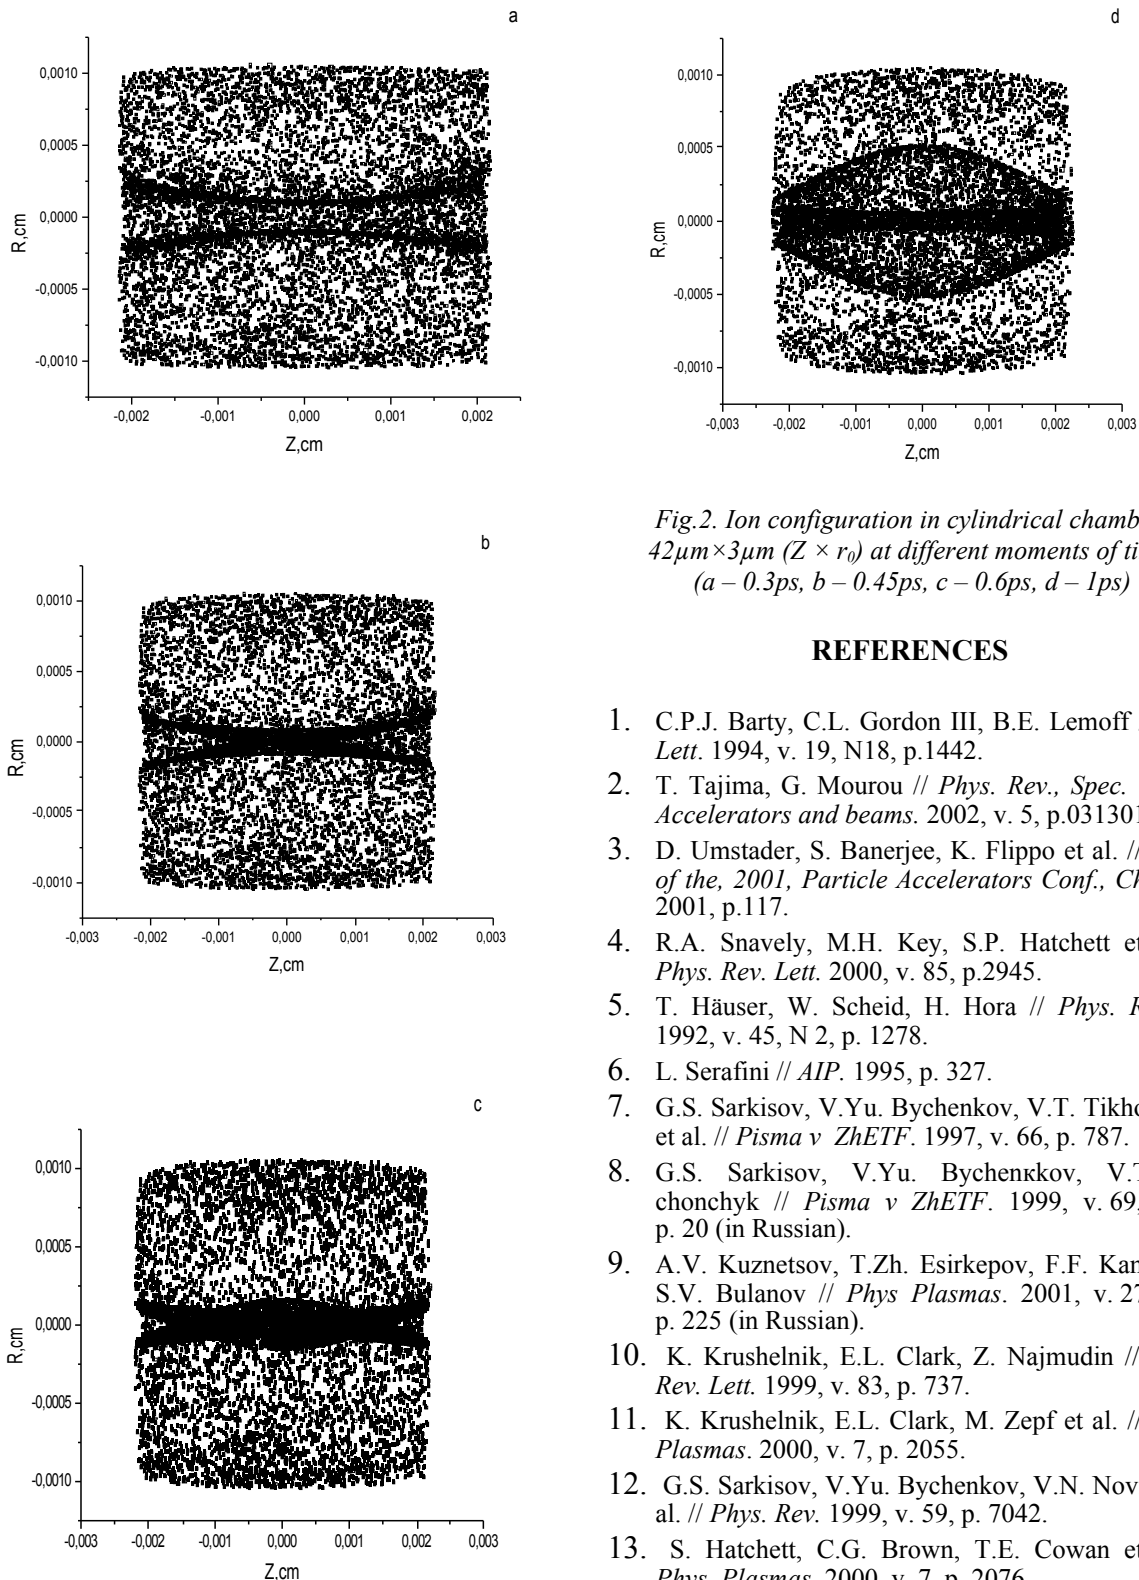 a
0,0010
0,0005
0,0000
-0,0005
-0,0010
R,cm
-0,002 -0,001 0,000 0,001 0,002
Z,cm
b
0,0010
0,0005
0,0000
-0,0005
-0,0010
R,cm
-0,003 -0,002 -0,001 0,000 0,001 0,002 0,003
Z,cm
c
0,0010
0,0005
0,0000
-0,0005
-0,0010
R,cm
-0,003 -0,002 -0,001 0,000 0,001 0,002 0,003
Z,cm
d
0,0010
0,0005
0,0000
-0,0005
-0,0010
R,cm
-0,003 -0,002 -0,001 0,000 0,001 0,002 0,003
Z,cm
Fig.2. Ion configuration in cylindrical chamb
42μm×3μm (Z × r₀) at different moments of ti
(a – 0.3ps, b – 0.45ps, c – 0.6ps, d – 1ps)
REFERENCES
1. C.P.J. Barty, C.L. Gordon III, B.E. Lemoff
Lett. 1994, v. 19, N18, p.1442.
2. T. Tajima, G. Mourou // Phys. Rev., Spec.
Accelerators and beams. 2002, v. 5, p.031301
3. D. Umstader, S. Banerjee, K. Flippo et al. //
of the, 2001, Particle Accelerators Conf., Ch
2001, p.117.
4. R.A. Snavely, M.H. Key, S.P. Hatchett et
Phys. Rev. Lett. 2000, v. 85, p.2945.
5. T. Häuser, W. Scheid, H. Hora // Phys. R
1992, v. 45, N 2, p. 1278.
6. L. Serafini // AIP. 1995, p. 327.
7. G.S. Sarkisov, V.Yu. Bychenkov, V.T. Tikho
et al. // Pisma v ZhETF. 1997, v. 66, p. 787.
8. G.S. Sarkisov, V.Yu. Bychenкkov, V.T
chonchyk // Pisma v ZhETF. 1999, v. 69,
p. 20 (in Russian).
9. A.V. Kuznetsov, T.Zh. Esirkepov, F.F. Kam
S.V. Bulanov // Phys Plasmas. 2001, v. 27
p. 225 (in Russian).
10. K. Krushelnik, E.L. Clark, Z. Najmudin //
Rev. Lett. 1999, v. 83, p. 737.
11. K. Krushelnik, E.L. Clark, M. Zepf et al. //
Plasmas. 2000, v. 7, p. 2055.
12. G.S. Sarkisov, V.Yu. Bychenkov, V.N. Nov
al. // Phys. Rev. 1999, v. 59, p. 7042.
13. S. Hatchett, C.G. Brown, T.E. Cowan et
Phys. Plasmas 2000, v. 7, p. 2076